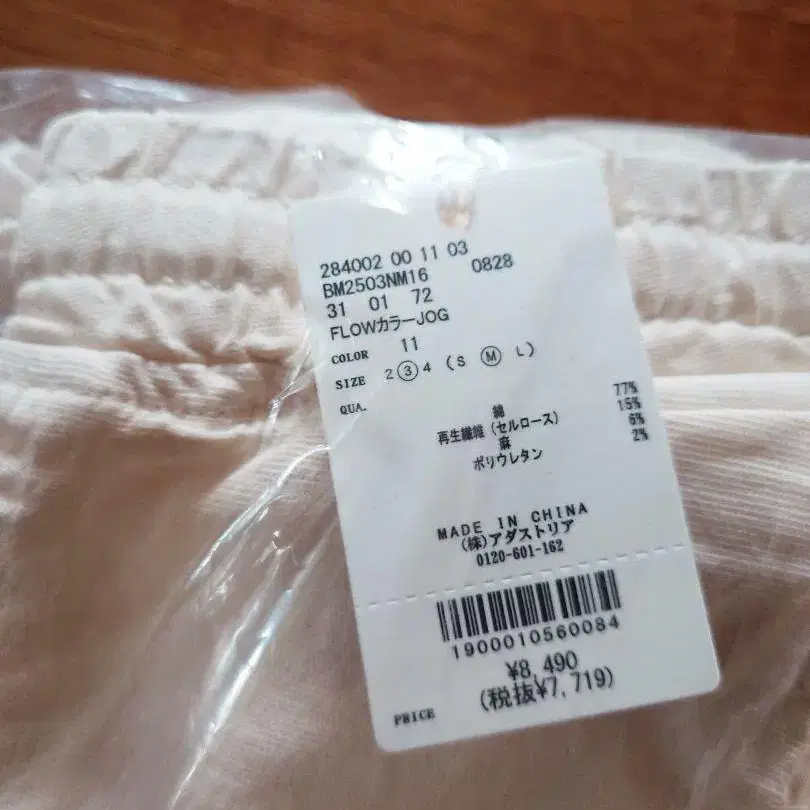 284002 00 11 03
BM2503NM16 0828
31 01 72
FLOWカラーJOG
COLOR 11
SIZE 2 3 4 (S M L)
QUA.
綿 77%
再生繊維(セルロース) 15%
麻 6%
ポリウレタン 2%
MADE IN CHINA
(株)アダストリア
0120-601-162
1900010560084
¥8,490
PRICE (税抜¥7,719)